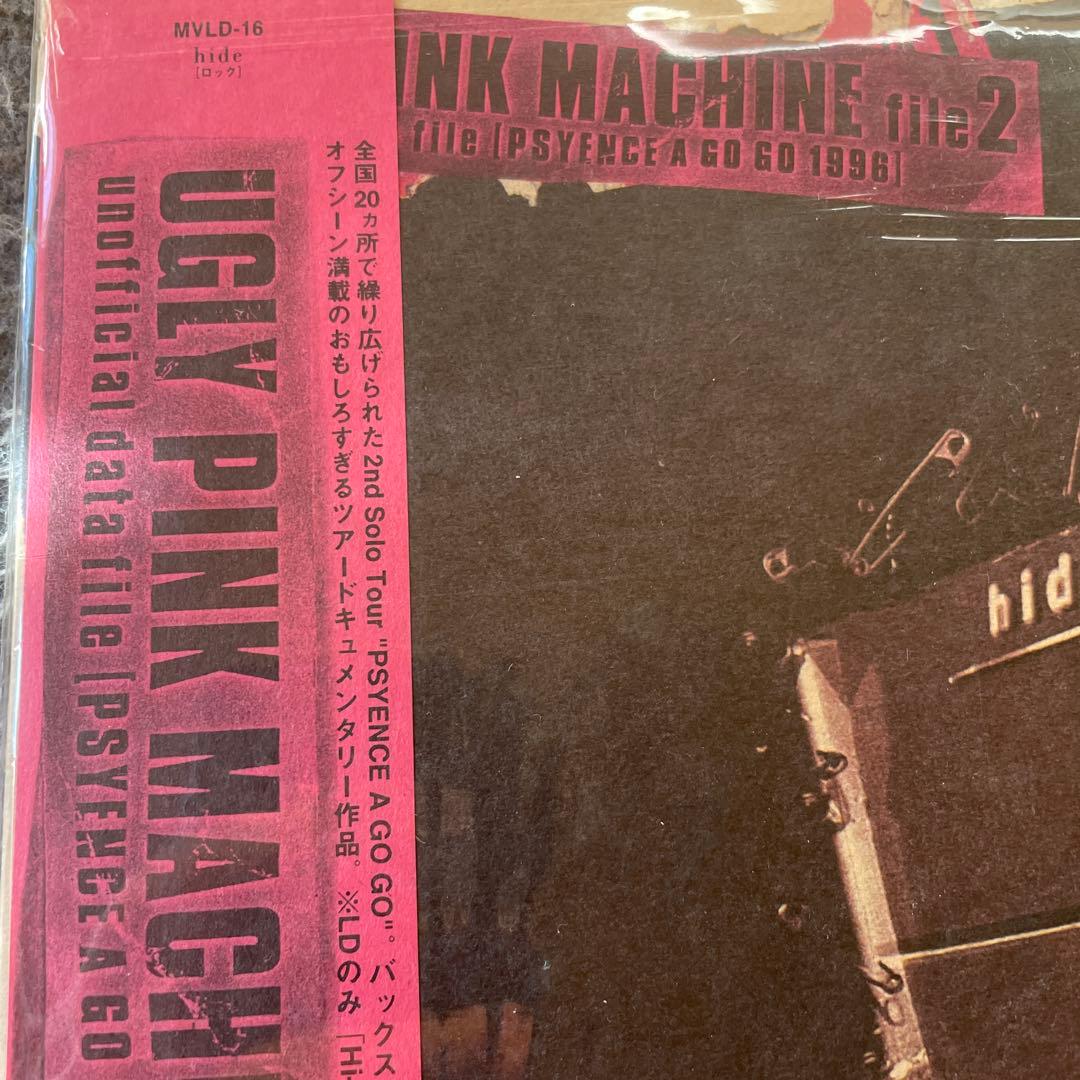 MVLD-16
hide
[ロック]
INK MACHINE file2
file [PSYENCE A GO GO 1996]
全国20ヵ所で繰り広げられた2nd Solo Tour "PSYENCE A GO GO"。バックス
オフシーン満載のおもしろすぎるツアードキュメンタリー作品。※LDのみ
UGLY PINK MACH
unofficial data file [PSYENCE A GO
hid